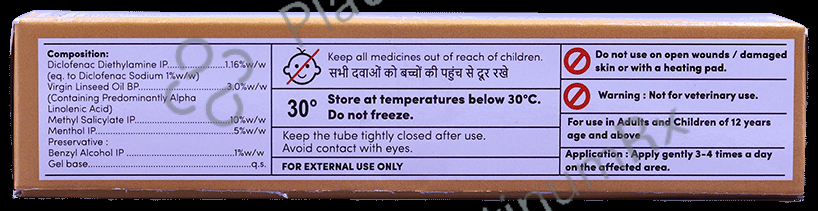 Composition:
Diclofenac Diethylamine IP...............1.16%w/w
(eq. to Diclofenac Sodium 1%w/w)
Virgin Linseed Oil BP.........................3.0%w/w
(Containing Predominantly Alpha
Linolenic Acid)
Methyl Salicylate IP...........................10%w/w
Menthol IP..........................................5%w/w
Preservative :
Benzyl Alcohol IP ................................1%w/w
Gel base................................................q.s.
Keep all medicines out of reach of children.
सभी दवाओं को बच्चों की पहुंच से दूर रखे
30°
Store at temperatures below 30°C.
Do not freeze.
Keep the tube tightly closed after use.
Avoid contact with eyes.
FOR EXTERNAL USE ONLY
Do not use on open wounds / damaged
skin or with a heating pad.
Warning : Not for veterinary use.
For use in Adults and Children of 12 years
age and above
Application : Apply gently 3-4 times a day
on the affected area.